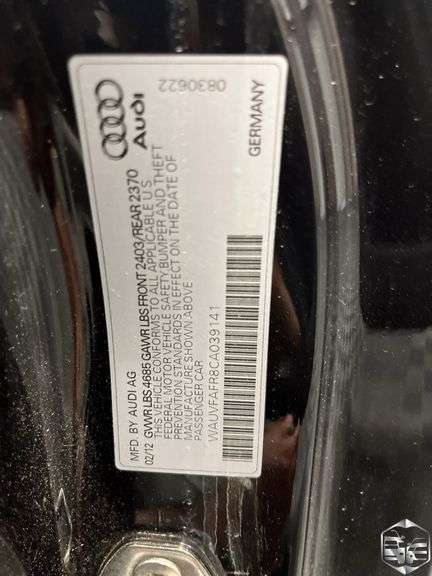 Audi
MFD. BY AUDI AG
02/12 GVWR LBS 4685 GAWR LBS FRONT 2403/REAR 2370
THIS VEHICLE CONFORMS TO ALL APPLICABLE U.S.
FEDERAL MOTOR VEHICLE SAFETY, BUMPER AND THEFT
PREVENTION STANDARDS IN EFFECT ON THE DATE OF
MANUFACTURE SHOWN ABOVE
PASSENGER CAR
WAUVFAFR8CA039141
GERMANY
0830622